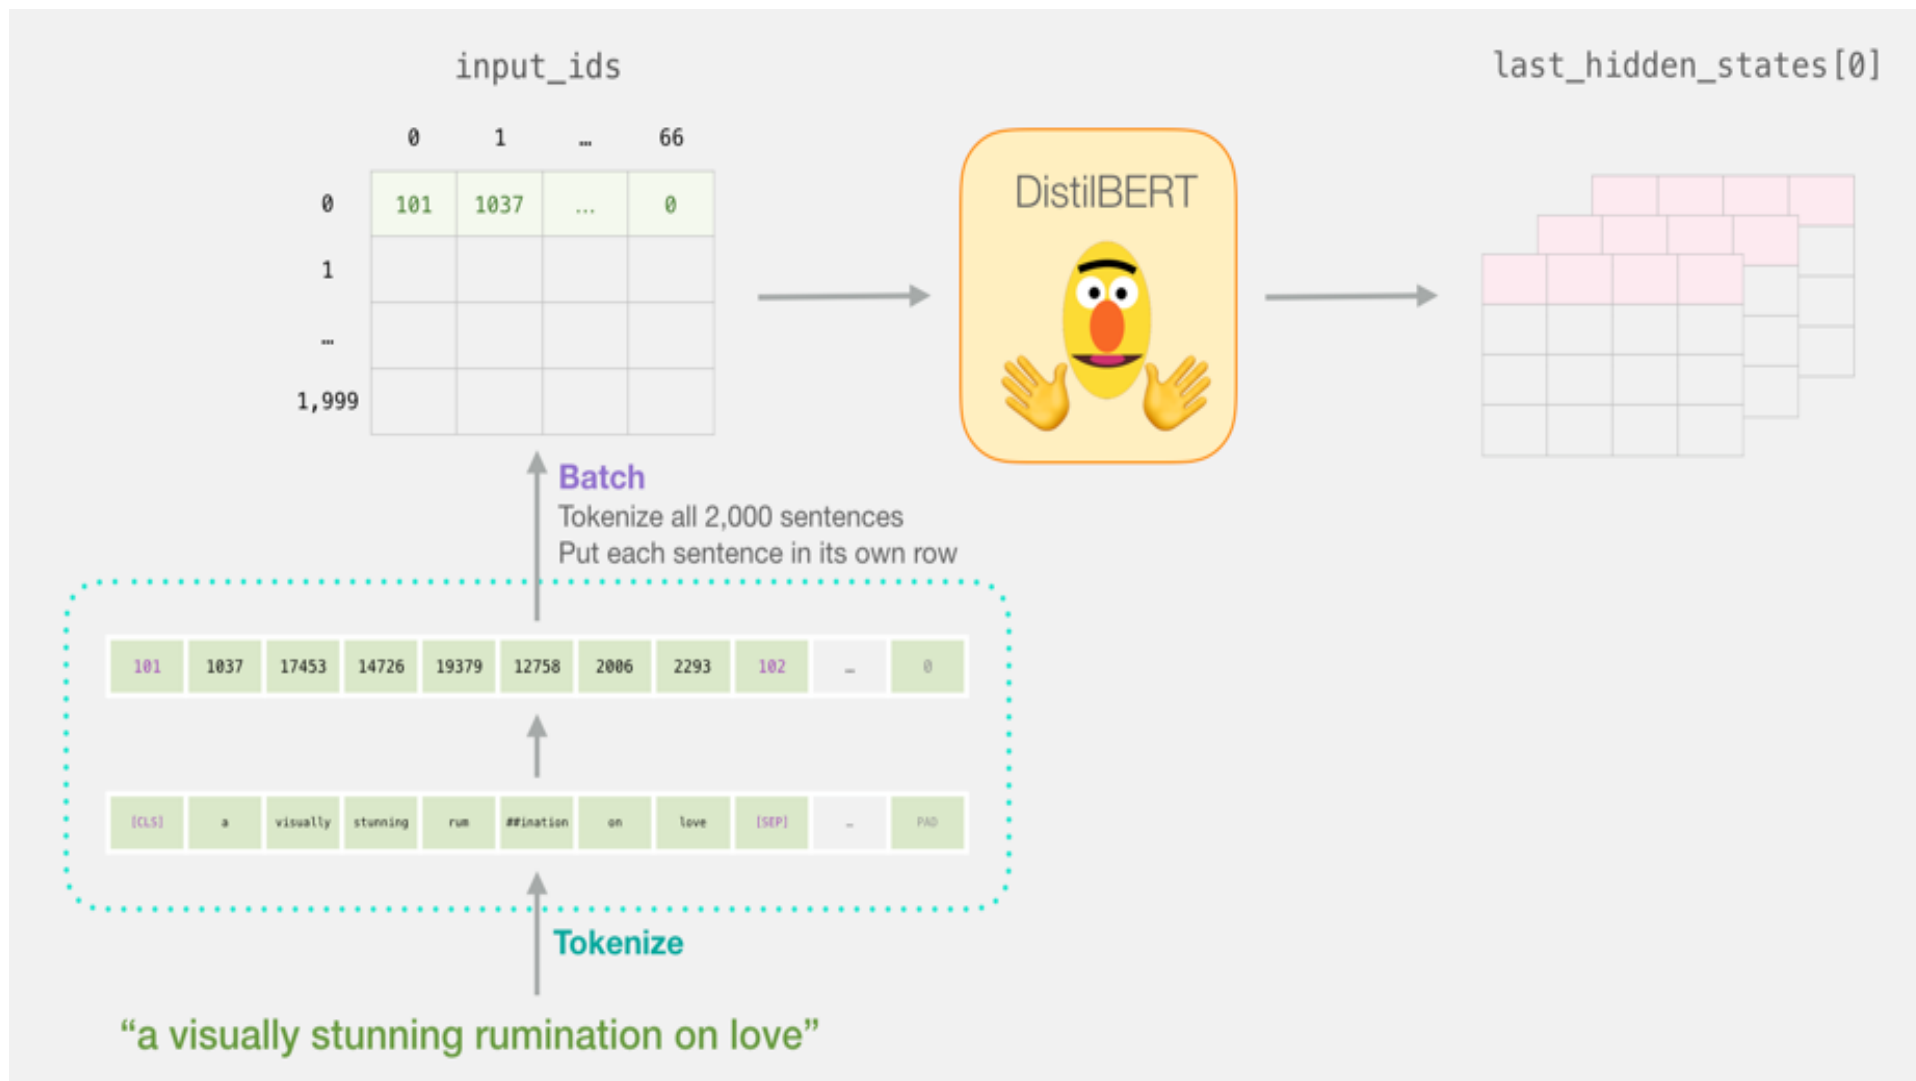 input_ids
last_hidden_states[0]
0 1 … 66
0 101 1037 ... 0
1
…
1,999
DistilBERT
Batch
Tokenize all 2,000 sentences
Put each sentence in its own row
101 1037 17453 14726 19379 12758 2006 2293 102 … 0
[CLS] a visually stunning rum ##ination on love [SEP] … PAD
Tokenize
“a visually stunning rumination on love”